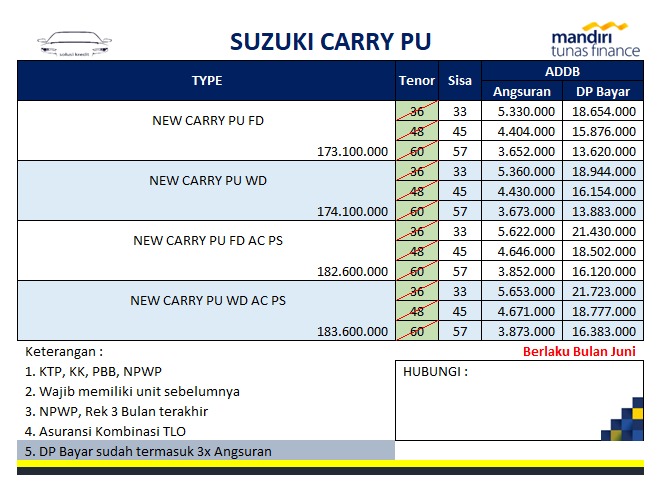 SUZUKI CARRY PU
mandiri
tunas finance
TYPE Tenor Sisa ADDB
Angsuran DP Bayar
NEW CARRY PU FD
173.100.000
36 33 5.330.000 18.654.000
48 45 4.404.000 15.876.000
60 57 3.652.000 13.620.000
NEW CARRY PU WD
174.100.000
36 33 5.360.000 18.944.000
48 45 4.430.000 16.154.000
60 57 3.673.000 13.883.000
NEW CARRY PU FD AC PS
182.600.000
36 33 5.622.000 21.430.000
48 45 4.646.000 18.502.000
60 57 3.852.000 16.120.000
NEW CARRY PU WD AC PS
183.600.000
36 33 5.653.000 21.723.000
48 45 4.671.000 18.777.000
60 57 3.873.000 16.383.000
Keterangan : Berlaku Bulan Juni
1. KTP, KK, PBB, NPWP
2. Wajib memiliki unit sebelumnya
3. NPWP, Rek 3 Bulan terakhir
4. Asuransi Kombinasi TLO
5. DP Bayar sudah termasuk 3x Angsuran
HUBUNGI :